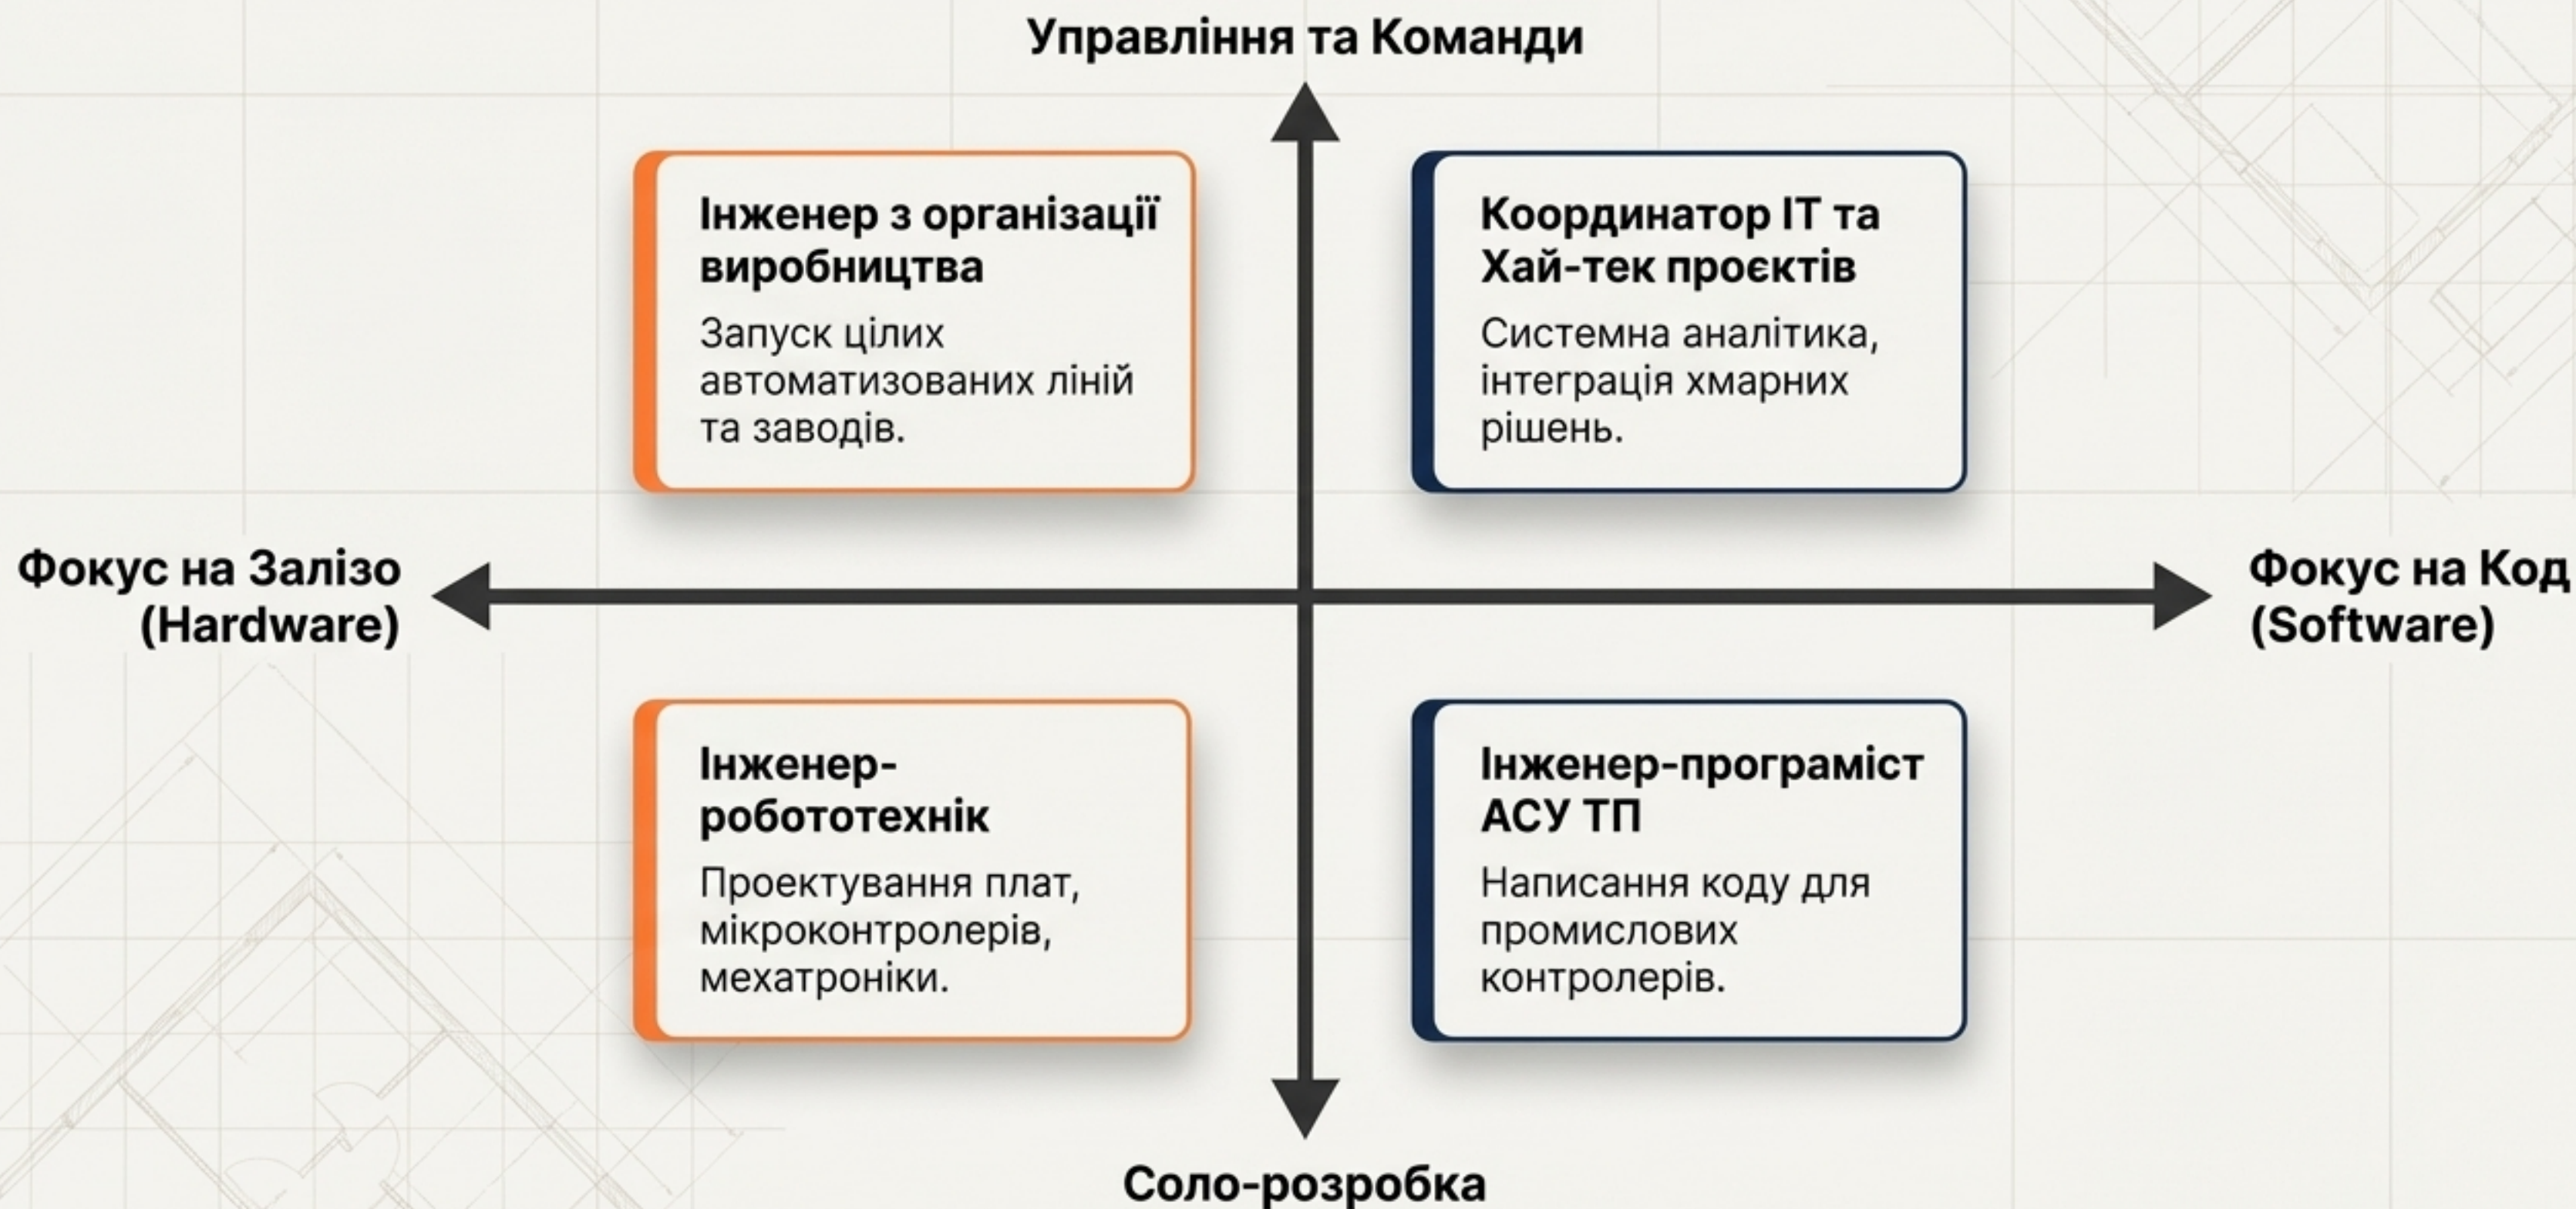 Управління та Команди
Інженер з організації
виробництва
Запуск цілих
автоматизованих ліній
та заводів.
Координатор ІТ та
Хай-тек проєктів
Системна аналітика,
інтеграція хмарних
рішень.
Фокус на Залізо
(Hardware)
Фокус на Код
(Software)
Інженер-
робототехнік
Проектування плат,
мікроконтролерів,
мехатроніки.
Інженер-програміст
АСУ ТП
Написання коду для
промислових
контролерів.
Соло-розробка